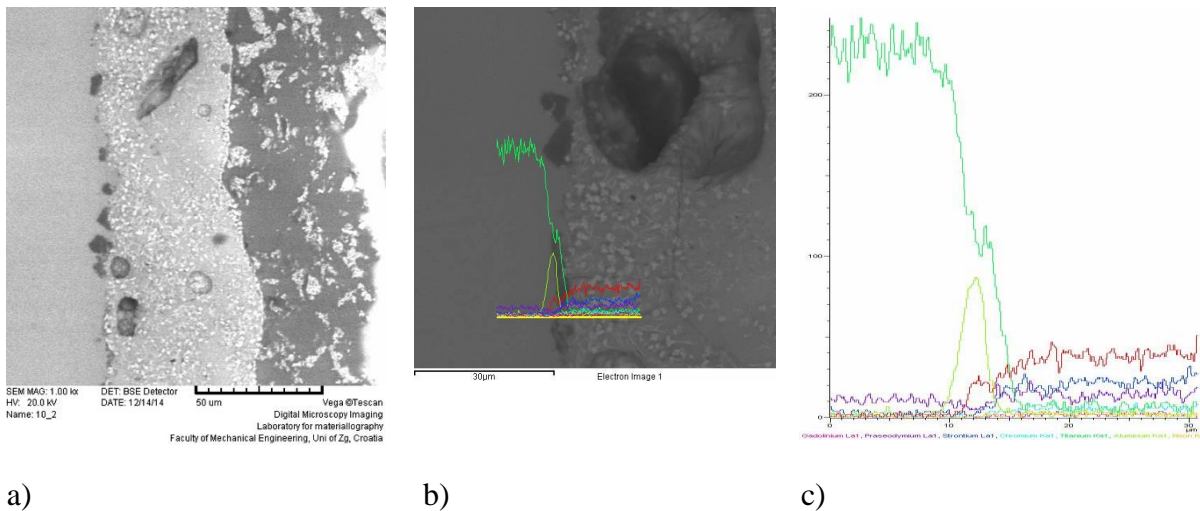 SEM MAG: 1.00 kx
DET: BSE Detector
HV: 20.0 kV
DATE: 12/14/14
50 um
Vega ©Tescan
Name: 10_2
Digital Microscopy Imaging
Laboratory for materiallography
Faculty of Mechanical Engineering, Uni of Zg, Croatia
30µm
Electron Image 1
200
100
0
0
10
20
30
µm
Gadolinium La1, Praseodymium La1, Strontium La1, Chromium Ka1, Titanium Ka1, Aluminum Ka1,
a)
b)
c)